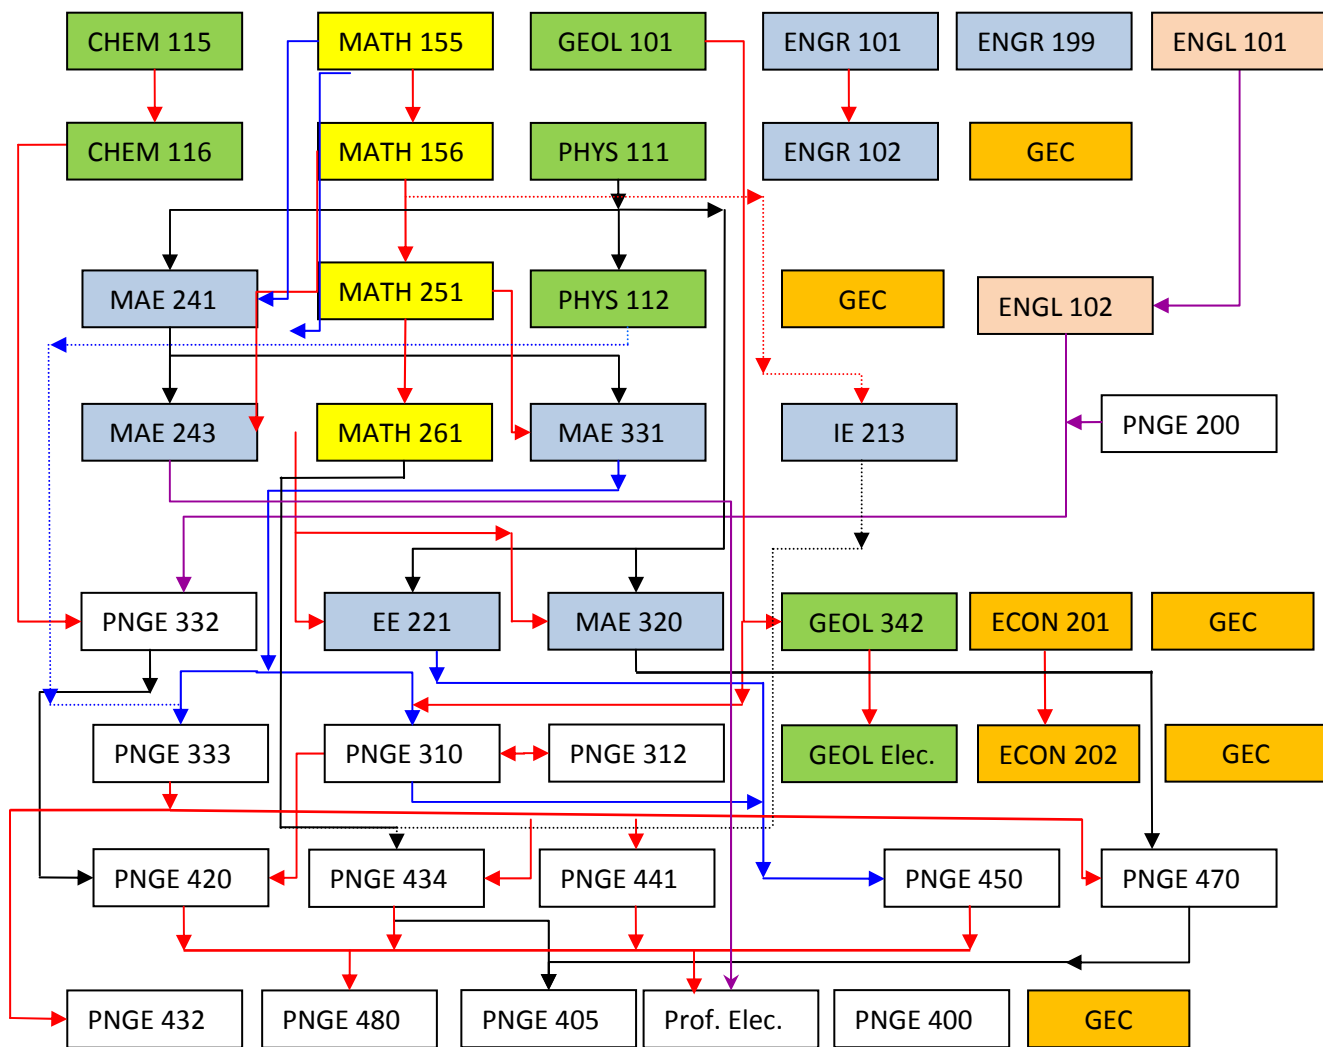 CHEM 115
MATH 155
GEOL 101
ENGR 101
ENGR 199
ENGL 101
CHEM 116
MATH 156
PHYS 111
ENGR 102
GEC
MAE 241
MATH 251
PHYS 112
GEC
ENGL 102
MAE 243
MATH 261
MAE 331
IE 213
PNGE 200
PNGE 332
EE 221
MAE 320
GEOL 342
ECON 201
GEC
PNGE 333
PNGE 310
PNGE 312
GEOL Elec.
ECON 202
GEC
PNGE 420
PNGE 434
PNGE 441
PNGE 450
PNGE 470
PNGE 432
PNGE 480
PNGE 405
Prof. Elec.
PNGE 400
GEC